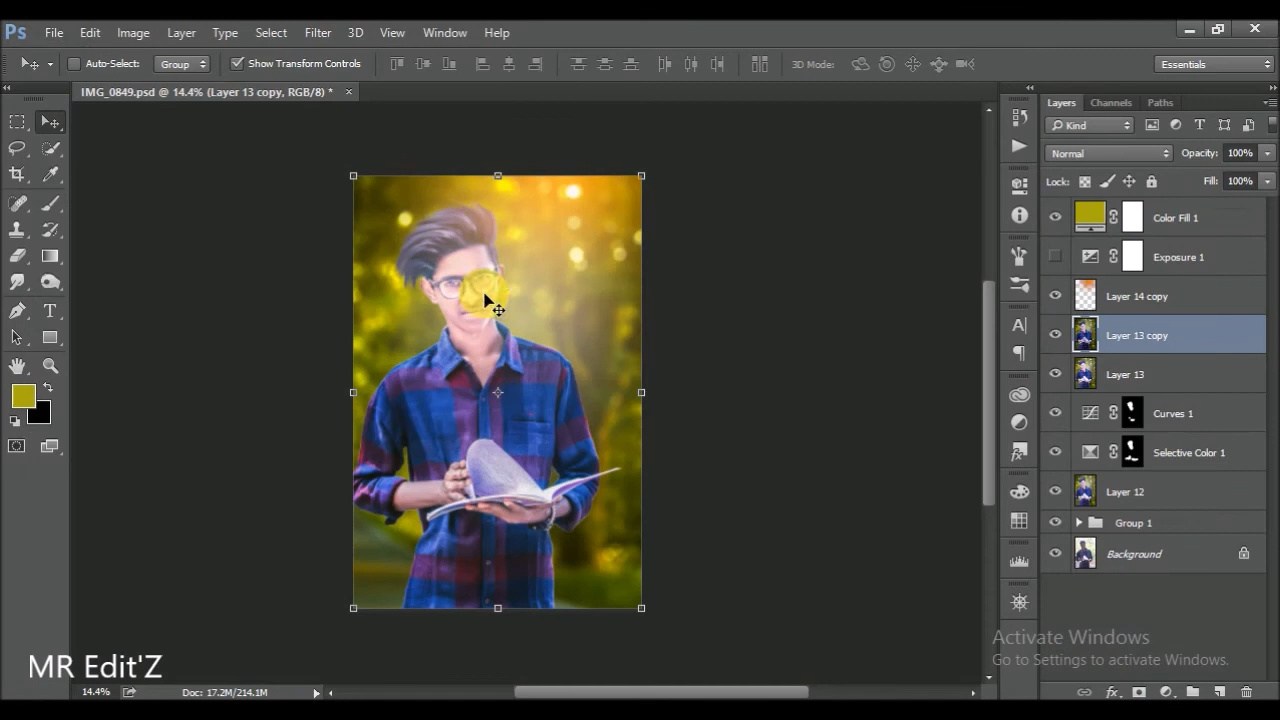 Ps File Edit Image Layer Type Select Filter 3D View Window Help
Auto-Select: Group Show Transform Controls 3D Mode: Essentials
IMG_0849.psd @ 14.4% (Layer 13 copy, RGB/8) * ×
Layers Channels Paths
Kind
Normal Opacity: 100%
Lock: Fill: 100%
Color Fill 1
Exposure 1
Layer 14 copy
Layer 13 copy
Layer 13
Curves 1
Selective Color 1
Layer 12
Group 1
Background
Activate Windows
Go to Settings to activate Windows.
MR Edit'Z
14.4% Doc: 17.2M/214.1M